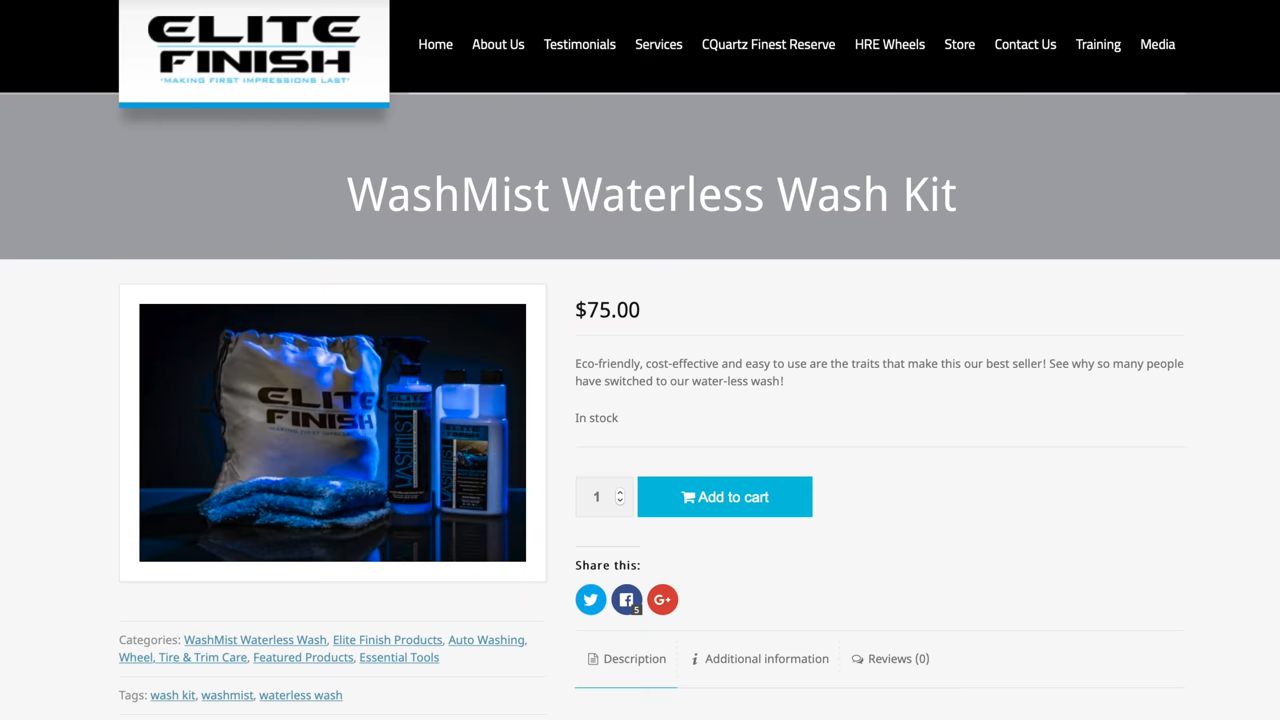 ELITE
FINISH
"MAKING FIRST IMPRESSIONS LAST"
Home About Us Testimonials Services CQuartz Finest Reserve HRE Wheels Store Contact Us Training Media
WashMist Waterless Wash Kit
ELITE
FINISH
WASHMIST
$75.00
Eco-friendly, cost-effective and easy to use are the traits that make this our best seller! See why so many people
have switched to our water-less wash!
In stock
1 Add to cart
Share this:
5
Categories: WashMist Waterless Wash, Elite Finish Products, Auto Washing,
Wheel, Tire & Trim Care, Featured Products, Essential Tools
Tags: wash kit, washmist, waterless wash
Description Additional information Reviews (0)